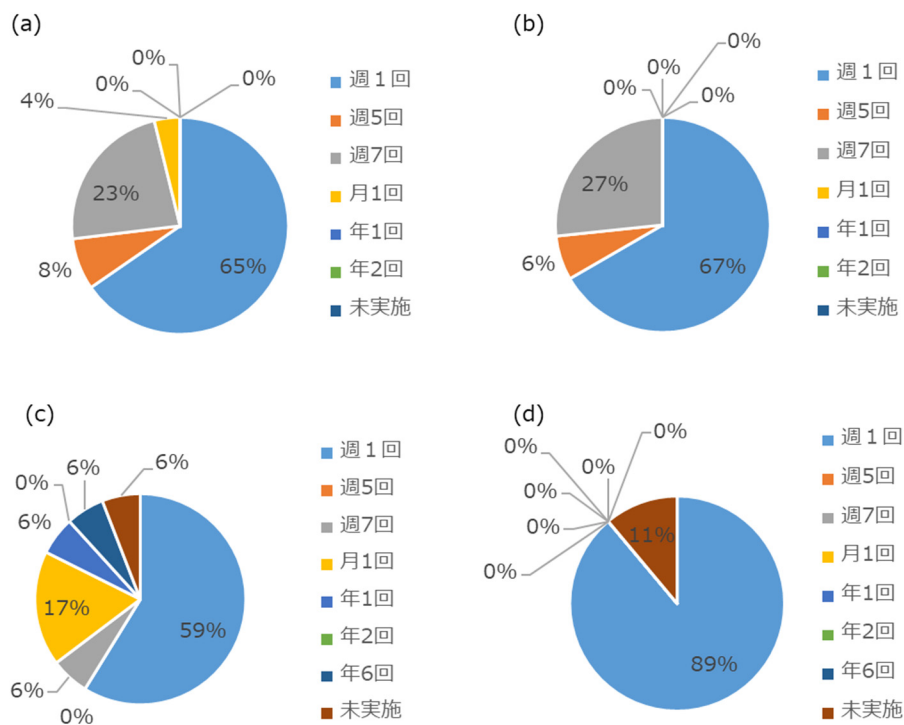 (a)
0%
0%
0%
4%
23%
8%
65%
週１回
週5回
週7回
月1回
年1回
年2回
未実施
(b)
0%
0%
0%
0%
27%
6%
67%
週１回
週5回
週7回
月1回
年1回
年2回
未実施
(c)
6%
6%
0%
6%
17%
59%
6%
0%
週１回
週5回
週7回
月1回
年1回
年2回
年6回
未実施
(d)
0%
0%
0%
0%
0%
0%
11%
89%
週１回
週5回
週7回
月1回
年1回
年2回
年6回
未実施